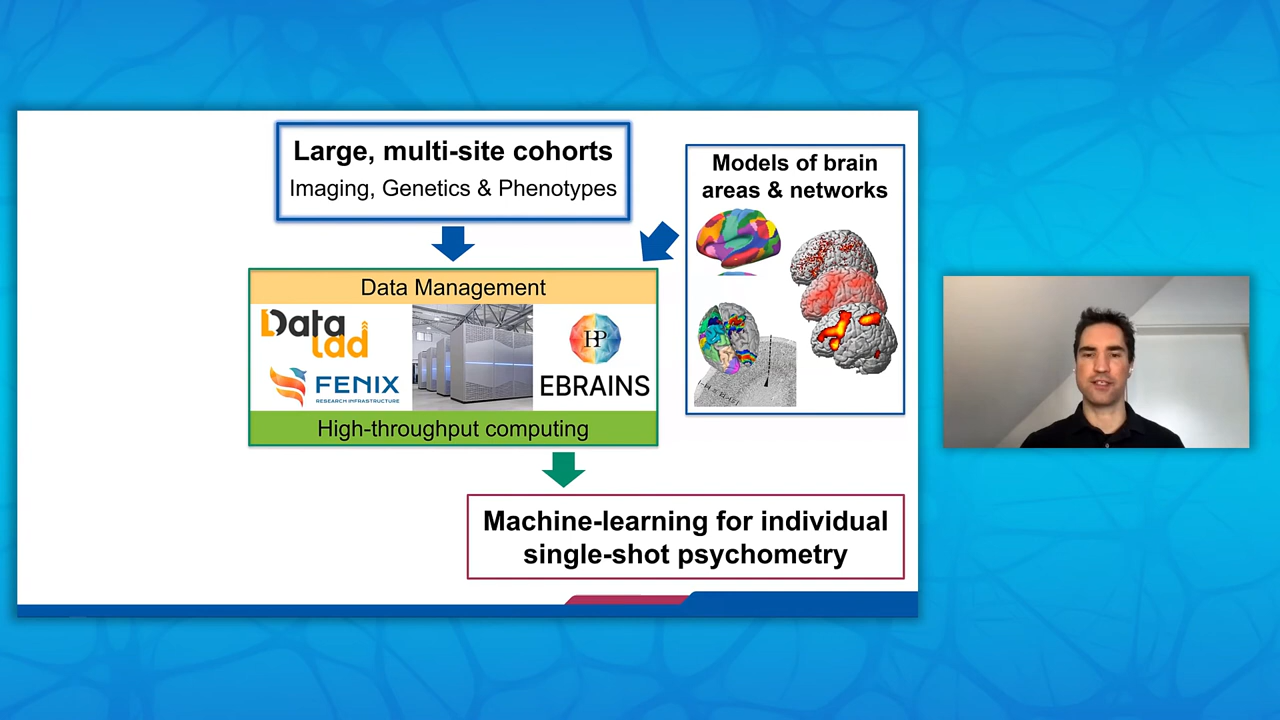 Large, multi-site cohorts
Imaging, Genetics & Phenotypes
Models of brain
areas & networks
Data Management
Data
lad
FENIX
RESEARCH INFRASTRUCTURE
HP
EBRAINS
High-throughput computing
Machine-learning for individual
single-shot psychometry